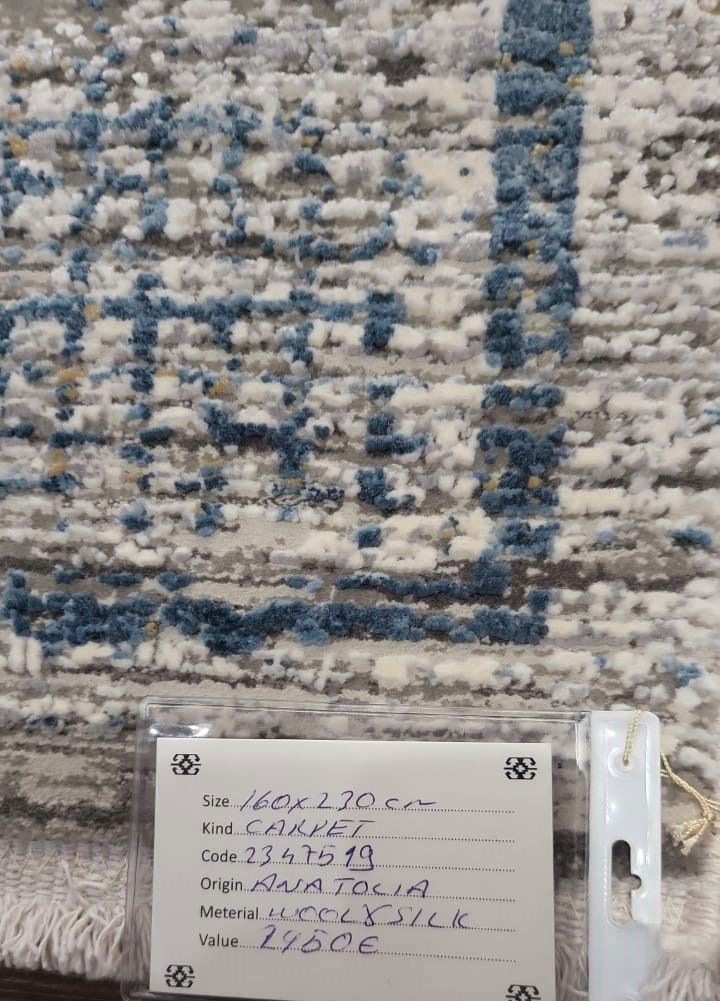 Size 160x230 cm
Kind CARPET
Code 2347519
Origin ANATOLIA
Meterial WOOL & SILK
Value 2450€